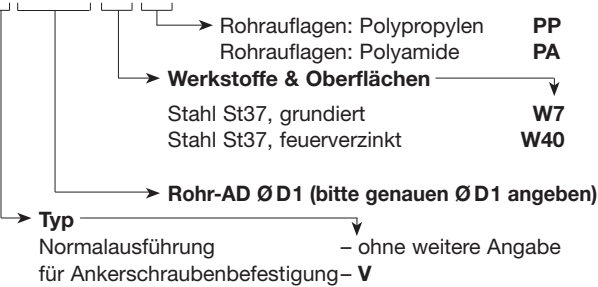 Rohrauflagen: Polypropylen PP
Rohrauflagen: Polyamide PA
Werkstoffe & Oberflächen
Stahl St37, grundiert W7
Stahl St37, feuerverzinkt W40
Rohr-AD Ø D1 (bitte genauen Ø D1 angeben)
Typ
Normalausführung – ohne weitere Angabe
für Ankerschraubenbefestigung – V